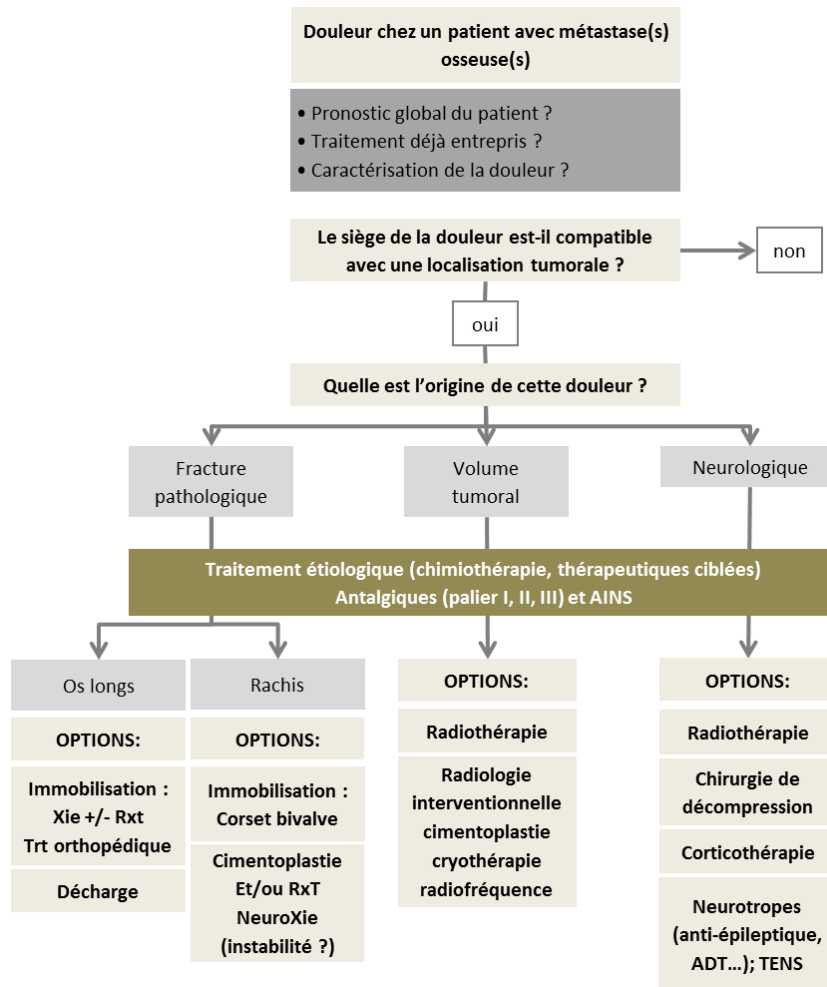 Douleur chez un patient avec métastase(s)
osseuse(s)
• Pronostic global du patient ?
• Traitement déjà entrepris ?
• Caractérisation de la douleur ?
Le siège de la douleur est-il compatible
avec une localisation tumorale ?
non
oui
Quelle est l'origine de cette douleur ?
Fracture
pathologique
Volume
tumoral
Neurologique
Traitement étiologique (chimiothérapie, thérapeutiques ciblées)
Antalgiques (palier I, II, III) et AINS
Os longs
OPTIONS:
Immobilisation :
Xie +/- Rxt
Trt orthopédique
Décharge
Rachis
OPTIONS:
Immobilisation :
Corset bivalve
Cimentoplastie
Et/ou RxT
NeuroXie
(instabilité ?)
OPTIONS:
Radiothérapie
Radiologie
interventionnelle
cimentoplastie
cryothérapie
radiofréquence
OPTIONS:
Radiothérapie
Chirurgie de
décompression
Corticothérapie
Neurotropes
(anti-épileptique,
ADT...); TENS